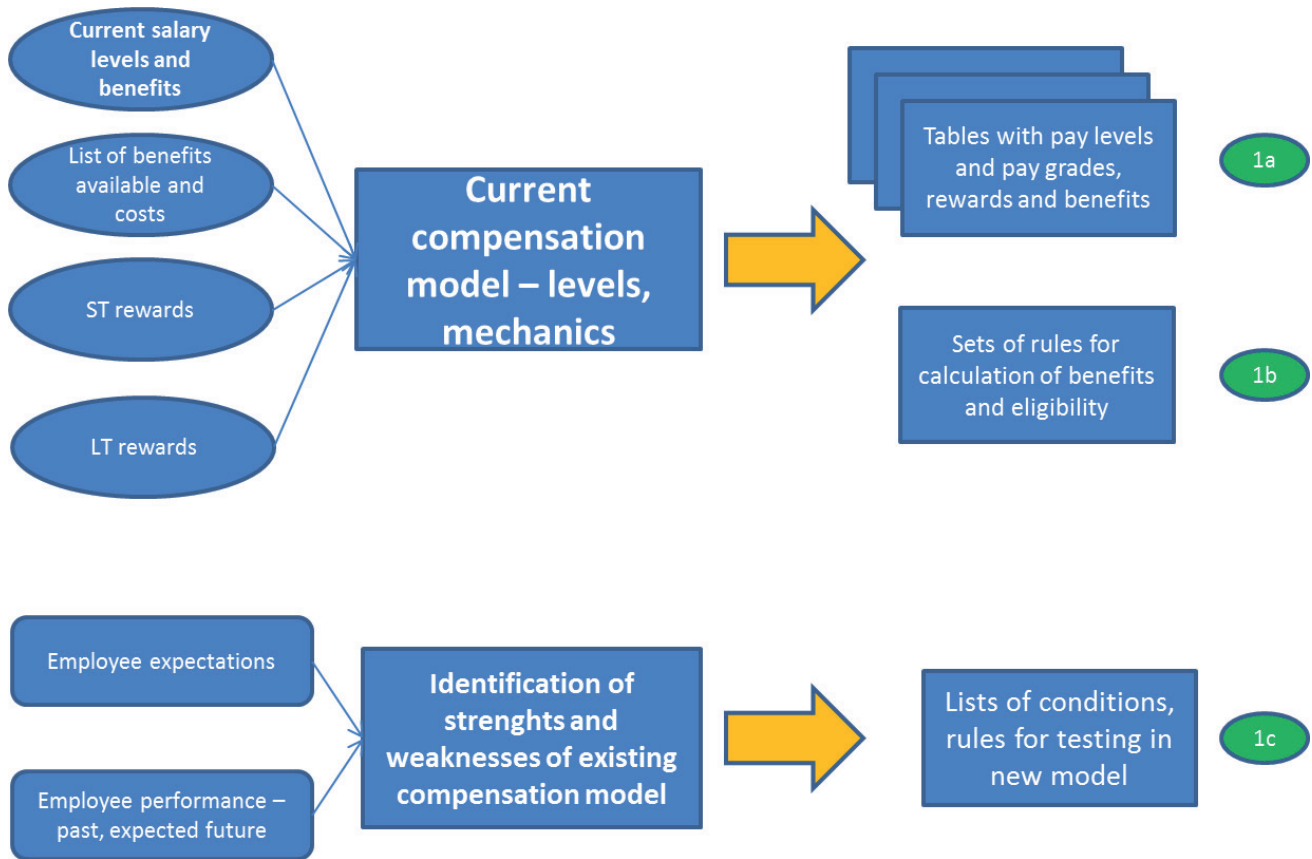 Current salary
levels and
benefits
List of benefits
available and
costs
ST rewards
LT rewards
Current
compensation
model – levels,
mechanics
Tables with pay levels
and pay grades,
rewards and benefits
1a
Sets of rules for
calculation of benefits
and eligibility
1b
Employee expectations
Employee performance –
past, expected future
Identification of
strenghts and
weaknesses of existing
compensation model
Lists of conditions,
rules for testing in
new model
1c